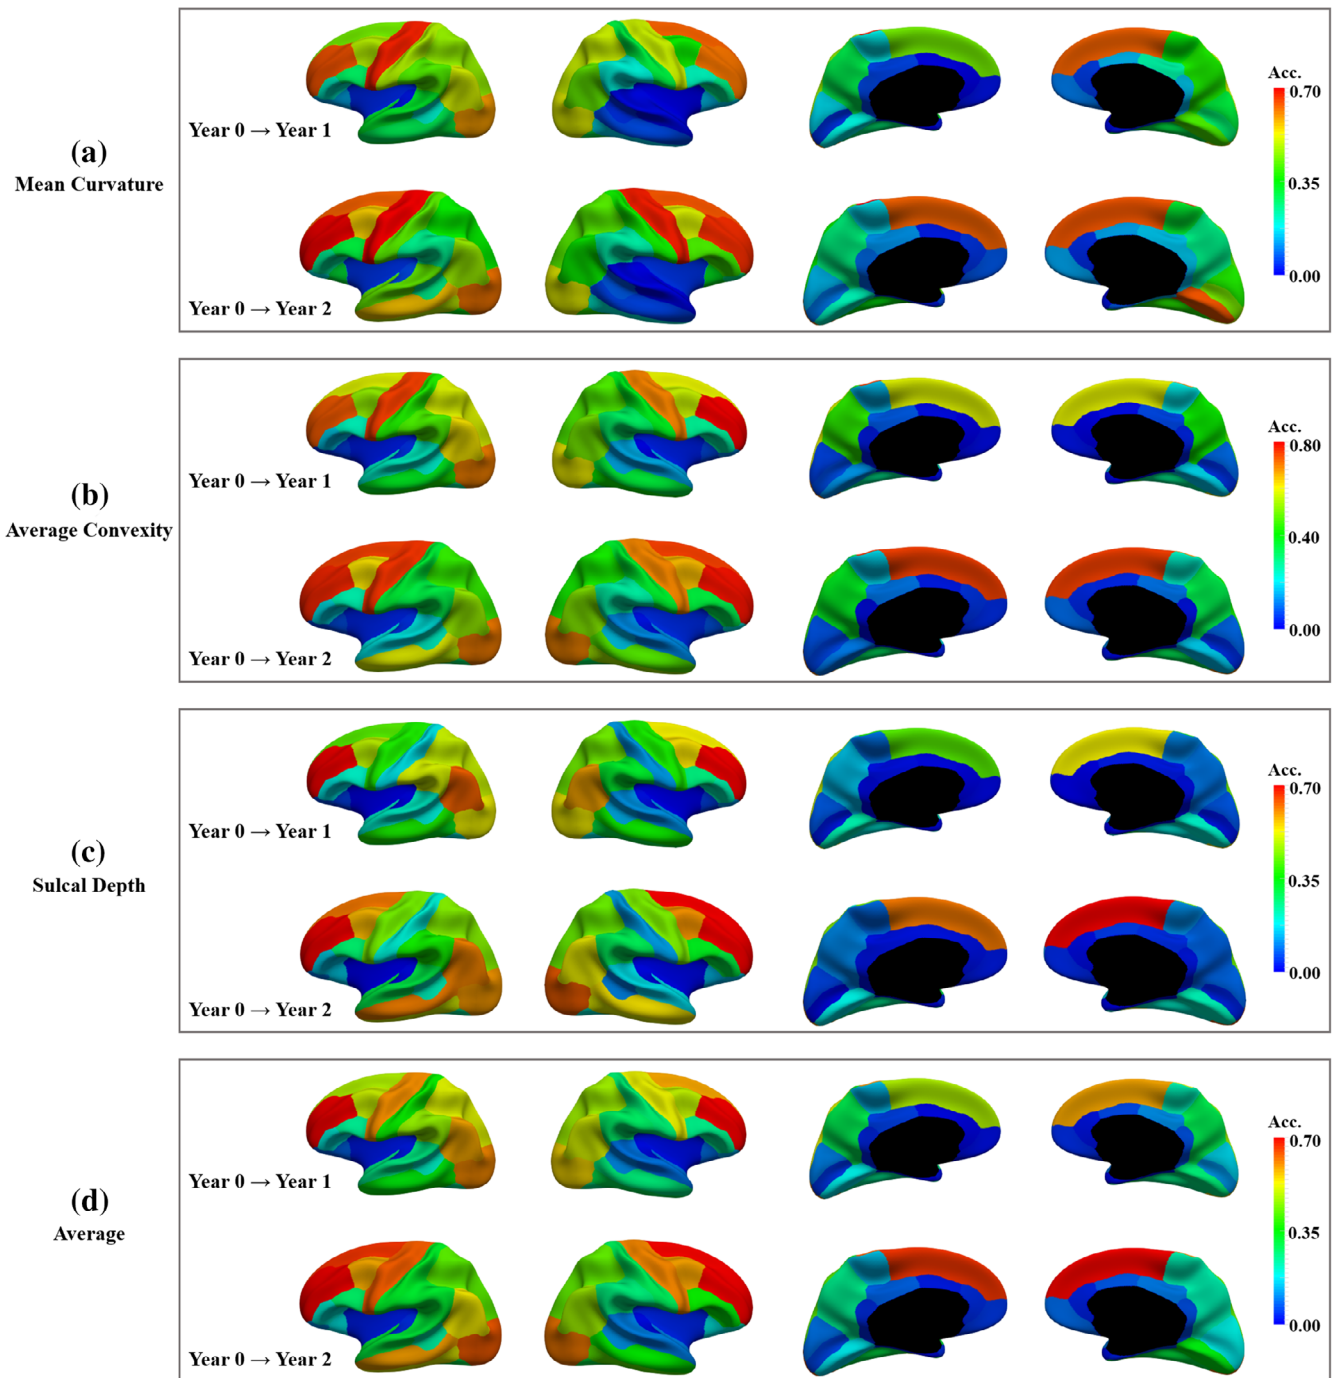 (a)
Mean Curvature
Year 0 → Year 1
Year 0 → Year 2
Acc.
0.70
0.35
0.00
(b)
Average Convexity
Year 0 → Year 1
Year 0 → Year 2
Acc.
0.80
0.40
0.00
(c)
Sulcal Depth
Year 0 → Year 1
Year 0 → Year 2
Acc.
0.70
0.35
0.00
(d)
Average
Year 0 → Year 1
Year 0 → Year 2
Acc.
0.70
0.35
0.00